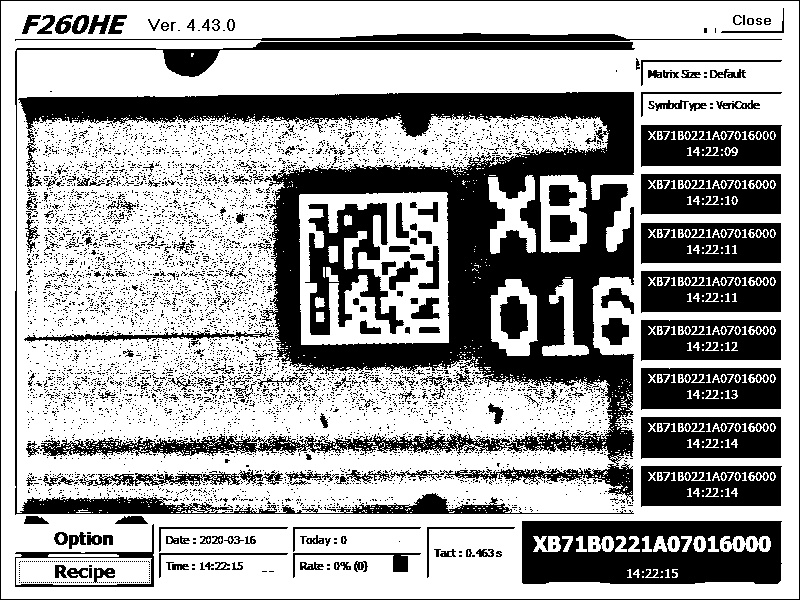 F260HE Ver. 4.43.0
Close
Matrix Size : Default
SymbolType : VeriCode
XB71B0221A07016000
14:22:09
XB71B0221A07016000
14:22:10
XB71B0221A07016000
14:22:11
XB71B0221A07016000
14:22:11
XB71B0221A07016000
14:22:12
XB71B0221A07016000
14:22:13
XB71B0221A07016000
14:22:14
XB71B0221A07016000
14:22:14
XB7
016
Option
Recipe
Date : 2020-03-16
Time : 14:22:15
Today : 0
Rate : 0% (0)
Tact : 0.463 s
XB71B0221A07016000
14:22:15